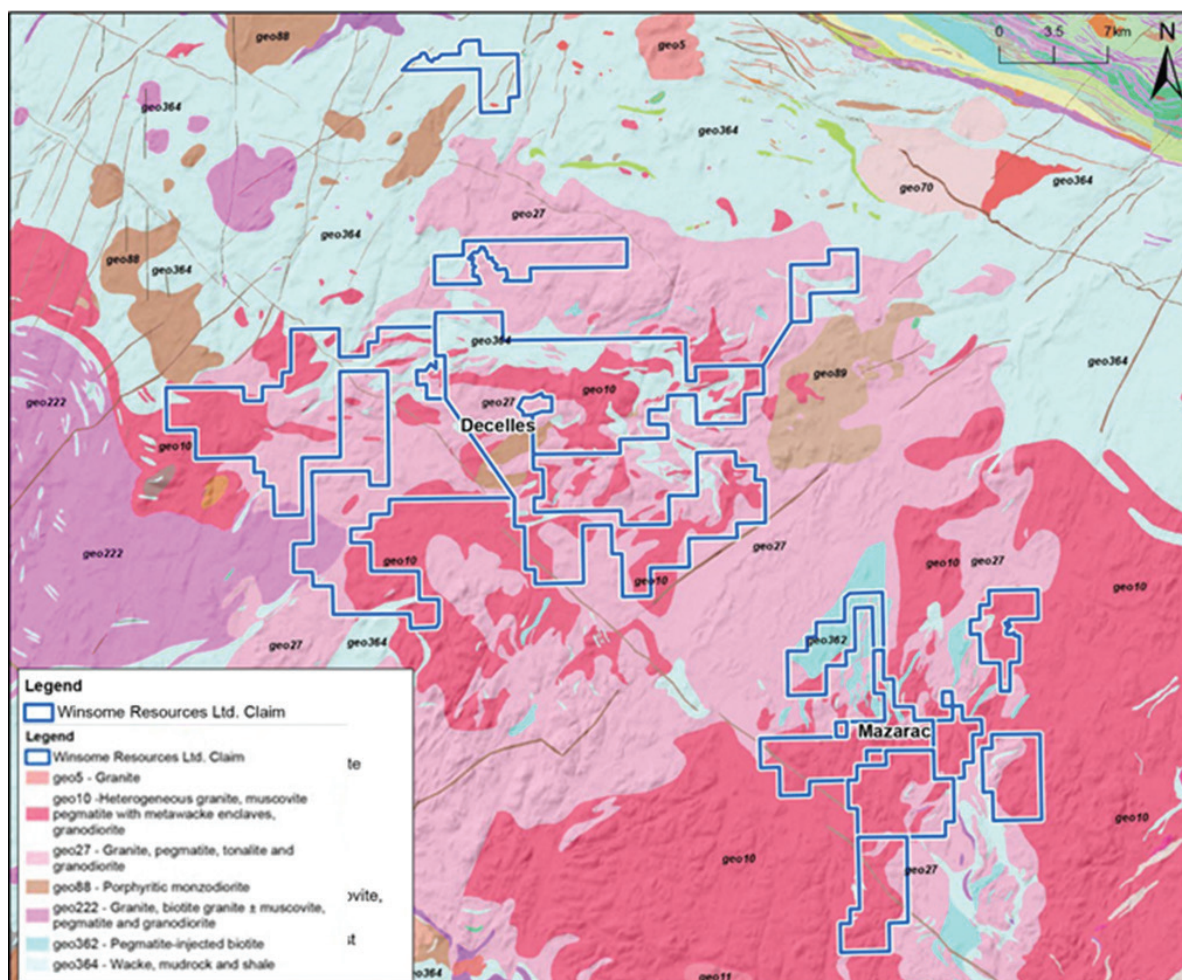 geo88
geo5
0 3.5 7km
N
geo364
geo364
geo27
geo70
geo364
geo364
geo88
geo364
geo364
geo364
geo222
geo89
geo27
geo10
Decelles
geo10
geo222
geo27
geo10
geo10
geo10
geo27
geo10
geo27
geo364
geo362
Mazarac
geo10
geo10
geo27
geo364
geo11
Legend
Winsome Resources Ltd. Claim
Legend
Winsome Resources Ltd. Claim
te
geo5 - Granite
geo10 -Heterogeneous granite, muscovite
pegmatite with metawacke enclaves,
granodiorite
geo27 - Granite, pegmatite, tonalite and
granodiorite
geo88 - Porphyritic monzodiorite
geo222 - Granite, biotite granite ± muscovite,
pegmatite and granodiorite
geo362 - Pegmatite-injected biotite
geo364 - Wacke, mudrock and shale